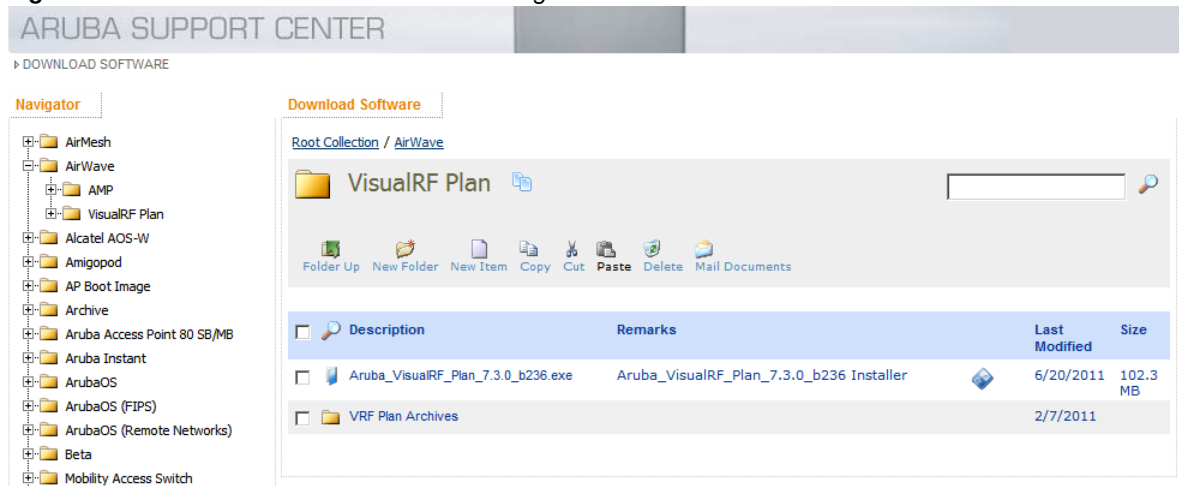 ARUBA SUPPORT CENTER
DOWNLOAD SOFTWARE
Navigator
AirMesh
AirWave
AMP
VisualRF Plan
Alcatel AOS-W
Amigopod
AP Boot Image
Archive
Aruba Access Point 80 SB/MB
Aruba Instant
ArubaOS
ArubaOS (FIPS)
ArubaOS (Remote Networks)
Beta
Mobility Access Switch
Download Software
Root Collection / AirWave
VisualRF Plan
Folder Up New Folder New Item Copy Cut Paste Delete Mail Documents
Description Remarks Last Modified Size
Aruba_VisualRF_Plan_7.3.0_b236.exe Aruba_VisualRF_Plan_7.3.0_b236 Installer 6/20/2011 102.3 MB
VRF Plan Archives 2/7/2011